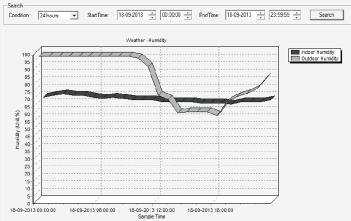 Search
Condition: 24hours StartTime: 18-09-2013 00:00:00 EndTime: 18-09-2013 23:59:55 Search
Weather - Humidity
Indoor Humidity
Outdoor Humidity
100
95
90
85
80
75
70
65
60
55
50
45
40
35
30
25
20
15
10
5
0
Humidity (Unit:%)
18-09-2013 00:00:00 18-09-2013 06:00:00 18-09-2013 12:00:00 18-09-2013 18:00:00
Sample Time